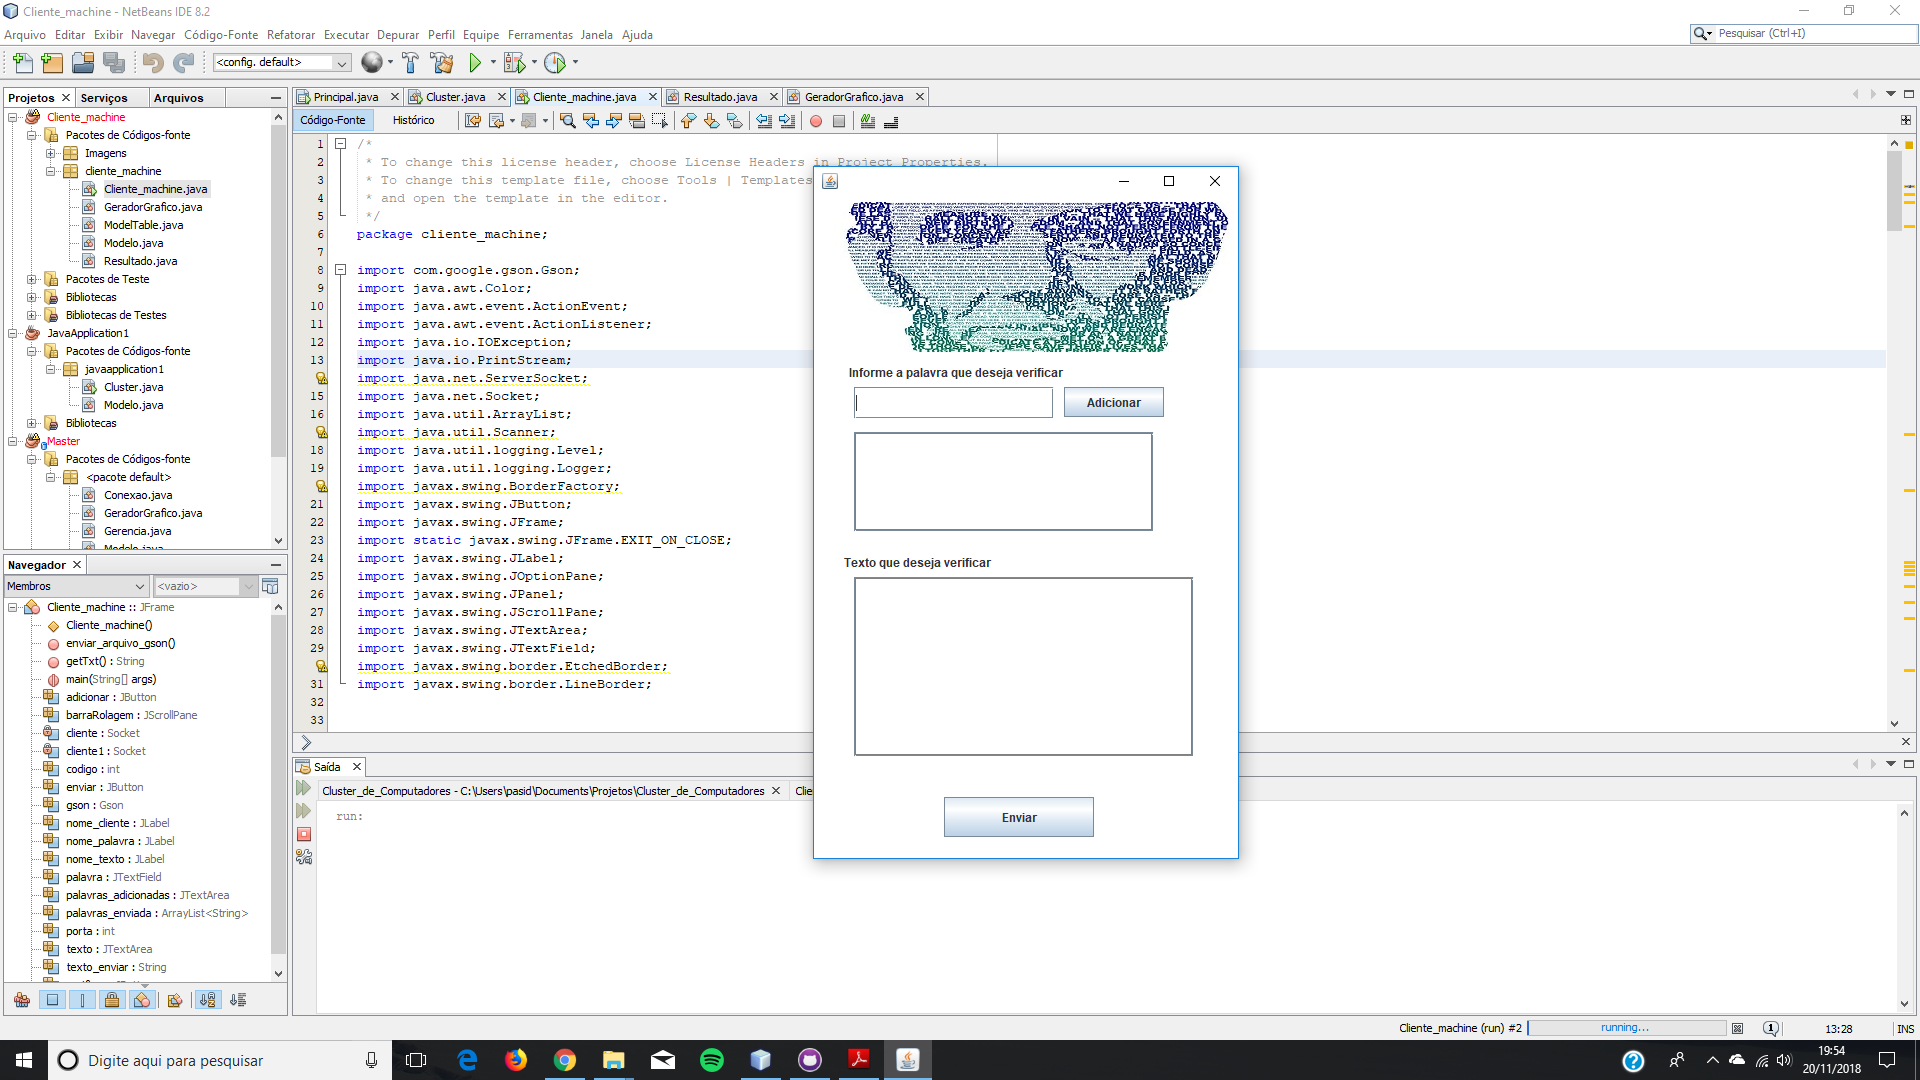 Cliente_machine - NetBeans IDE 8.2
Arquivo Editar Exibir Navegar Código-Fonte Refatorar Executar Depurar Perfil Equipe Ferramentas Janela Ajuda
Pesquisar (Ctrl+I)
<config. default>
Projetos Serviços Arquivos
Cliente_machine
Pacotes de Códigos-fonte
Imagens
cliente_machine
Cliente_machine.java
GeradorGrafico.java
ModelTable.java
Modelo.java
Resultado.java
Pacotes de Teste
Bibliotecas
Bibliotecas de Testes
JavaApplication1
Pacotes de Códigos-fonte
javaapplication1
Cluster.java
Modelo.java
Bibliotecas
Master
Pacotes de Códigos-fonte
<pacote default>
Conexao.java
GeradorGrafico.java
Gerencia.java
Modelo.java
Navegador
Membros <vazio>
Cliente_machine :: JFrame
Cliente_machine()
enviar_arquivo_gson()
getTxt() : String
main(String[] args)
adicionar : JButton
barraRolagem : JScrollPane
cliente : Socket
cliente1 : Socket
codigo : int
enviar : JButton
gson : Gson
nome_cliente : JLabel
nome_palavra : JLabel
nome_texto : JLabel
palavra : JTextField
palavras_adicionadas : JTextArea
palavras_enviada : ArrayList<String>
porta : int
texto : JTextArea
texto_enviar : String
Principal.java Cluster.java Cliente_machine.java Resultado.java GeradorGrafico.java
Código-Fonte Histórico
1 /*
2 * To change this license header, choose License Headers in Project Properties.
3 * To change this template file, choose Tools | Templates
4 * and open the template in the editor.
5 */
6 package cliente_machine;
7
8 import com.google.gson.Gson;
9 import java.awt.Color;
10 import java.awt.event.ActionEvent;
11 import java.awt.event.ActionListener;
12 import java.io.IOException;
13 import java.io.PrintStream;
import java.net.ServerSocket;
15 import java.net.Socket;
16 import java.util.ArrayList;
import java.util.Scanner;
18 import java.util.logging.Level;
19 import java.util.logging.Logger;
import javax.swing.BorderFactory;
21 import javax.swing.JButton;
22 import javax.swing.JFrame;
23 import static javax.swing.JFrame.EXIT_ON_CLOSE;
24 import javax.swing.JLabel;
25 import javax.swing.JOptionPane;
26 import javax.swing.JPanel;
27 import javax.swing.JScrollPane;
28 import javax.swing.JTextArea;
29 import javax.swing.JTextField;
import javax.swing.border.EtchedBorder;
31 import javax.swing.border.LineBorder;
32
33
Informe a palavra que deseja verificar
Adicionar
Texto que deseja verificar
Enviar
Saída
Cluster_de_Computadores - C:\Users\pasid\Documents\Projetos\Cluster_de_Computadores Clie
run:
Cliente_machine (run) #2 running... 1 13:28 INS
Digite aqui para pesquisar
19:54
20/11/2018